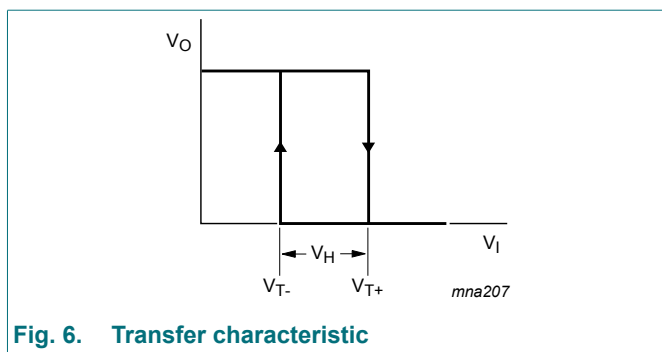 VO
VH
VI
VT-
VT+
mna207
Fig. 6. Transfer characteristic